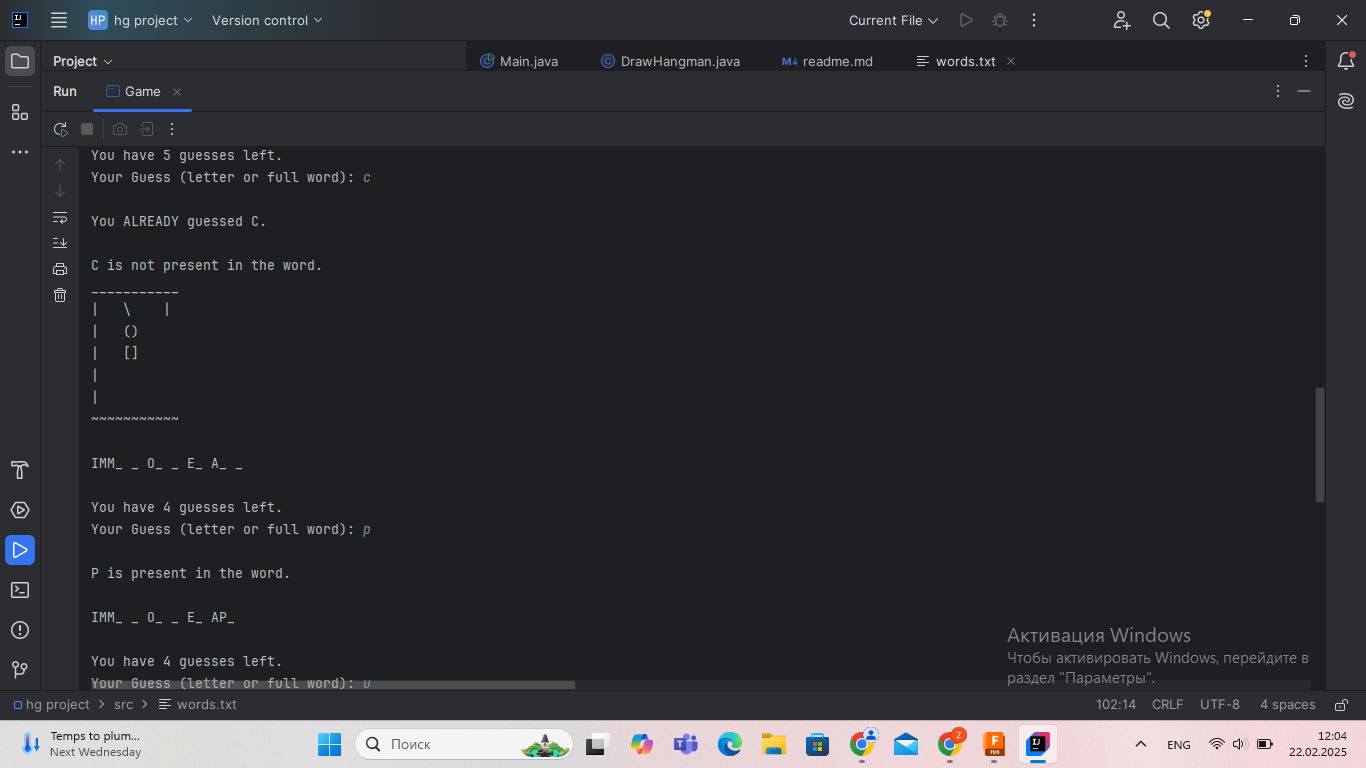 HP hg project Version control Current File
Project Main.java DrawHangman.java M↓ readme.md words.txt
Run Game
You have 5 guesses left.
Your Guess (letter or full word): c
You ALREADY guessed C.
C is not present in the word.
___________
|   \    |
|   ()
|   []
|
|
~~~~~~~~~~~
IMM_ _ O_ _ E_ A_ _
You have 4 guesses left.
Your Guess (letter or full word): p
P is present in the word.
IMM_ _ O_ _ E_ AP_
You have 4 guesses left.
Your Guess (letter or full word):
Активация Windows
Чтобы активировать Windows, перейдите в
раздел "Параметры".
hg project > src > words.txt 102:14 CRLF UTF-8 4 spaces
Temps to plum...
Next Wednesday
Поиск
ENG
12:04
22.02.2025